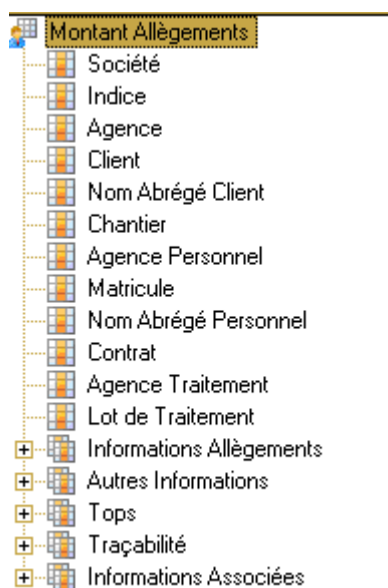 Montant Allègements
Société
Indice
Agence
Client
Nom Abrégé Client
Chantier
Agence Personnel
Matricule
Nom Abrégé Personnel
Contrat
Agence Traitement
Lot de Traitement
Informations Allègements
Autres Informations
Tops
Traçabilité
Informations Associées